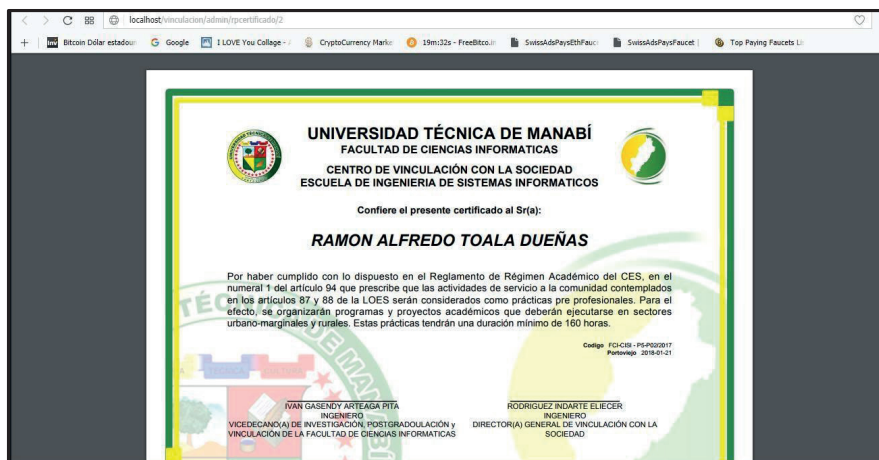 localhost/vinculacion/admin/rpcertificado/2
Bitcoin Dólar estadoun
Google
I LOVE You Collage - 
CryptoCurrency Marke
19m:32s - FreeBitco.in
SwissAdsPaysEthFauc
SwissAdsPaysFaucet |
Top Paying Faucets Li
UNIVERSIDAD TÉCNICA DE MANABÍ
FACULTAD DE CIENCIAS INFORMATICAS
CENTRO DE VINCULACIÓN CON LA SOCIEDAD
ESCUELA DE INGENIERIA DE SISTEMAS INFORMATICOS
Confiere el presente certificado al Sr(a):
RAMON ALFREDO TOALA DUEÑAS
Por haber cumplido con lo dispuesto en el Reglamento de Régimen Académico del CES, en el
numeral 1 del artículo 94 que prescribe que las actividades de servicio a la comunidad contemplados
en los artículos 87 y 88 de la LOES serán considerados como prácticas pre profesionales. Para el
efecto, se organizarán programas y proyectos académicos que deberán ejecutarse en sectores
urbano-marginales y rurales. Estas prácticas tendrán una duración mínimo de 160 horas.
Codigo FCI-CISI - P5-P02/2017
Portoviejo 2018-01-21
IVAN GASENDY ARTEAGA PITA
INGENIERO
VICEDECANO(A) DE INVESTIGACIÓN, POSTGRADOULACIÓN y
VINCULACIÓN DE LA FACULTAD DE CIENCIAS INFORMATICAS
RODRIGUEZ INDARTE ELIECER
INGENIERO
DIRECTOR(A) GENERAL DE VINCULACIÓN CON LA
SOCIEDAD